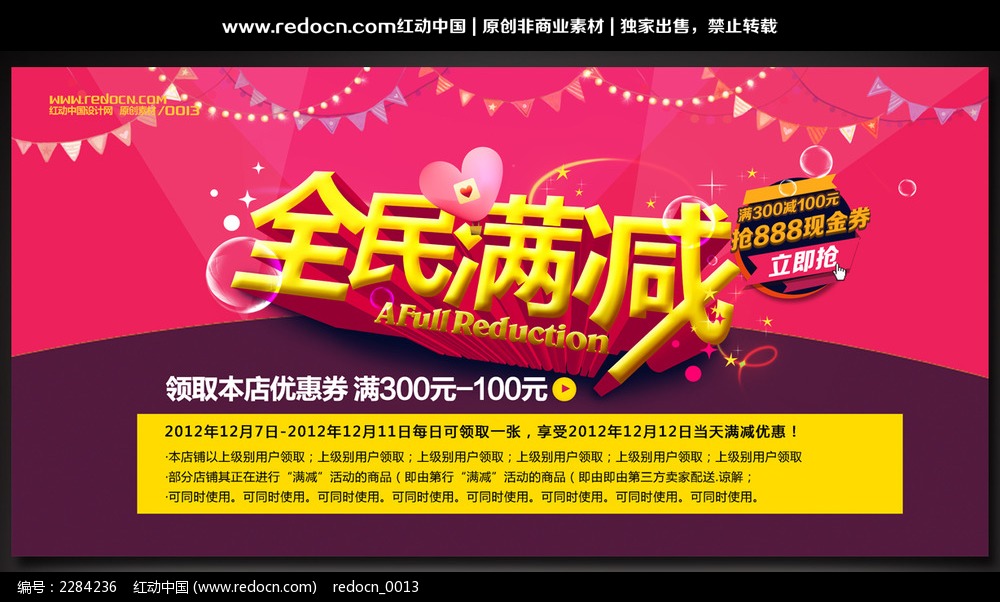 www.redocn.com红动中国 | 原创非商业素材 | 独家出售，禁止转载
www.redocn.com
红动中国设计网 原创素材/0013
全民满减
A Full Reduction
满300减100元
抢888现金券
立即抢
领取本店优惠券 满300元-100元
2012年12月7日-2012年12月11日每日可领取一张，享受2012年12月12日当天满减优惠！
·本店铺以上级别用户领取；上级别用户领取；上级别用户领取；上级别用户领取；上级别用户领取；上级别用户领取
·部分店铺其正在进行“满减”活动的商品（即由第行“满减”活动的商品（即由即由第三方卖家配送.谅解；
·可同时使用。可同时使用。可同时使用。可同时使用。可同时使用。可同时使用。可同时使用。可同时使用。
编号：2284236 红动中国 (www.redocn.com) redocn_0013